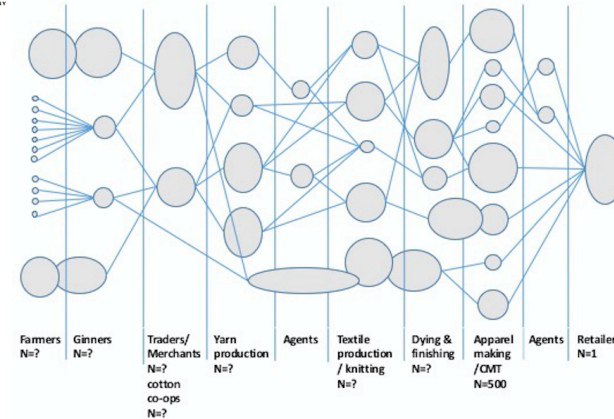 Farmers
N=?
Ginners
N=?
Traders/
Merchants
N=?
cotton
co-ops
N=?
Yarn
production
N=?
Agents
Textile
production
/ knitting
N=?
Dying &
finishing
N=?
Apparel
making
/CMT
N=500
Agents
Retailer
N=1